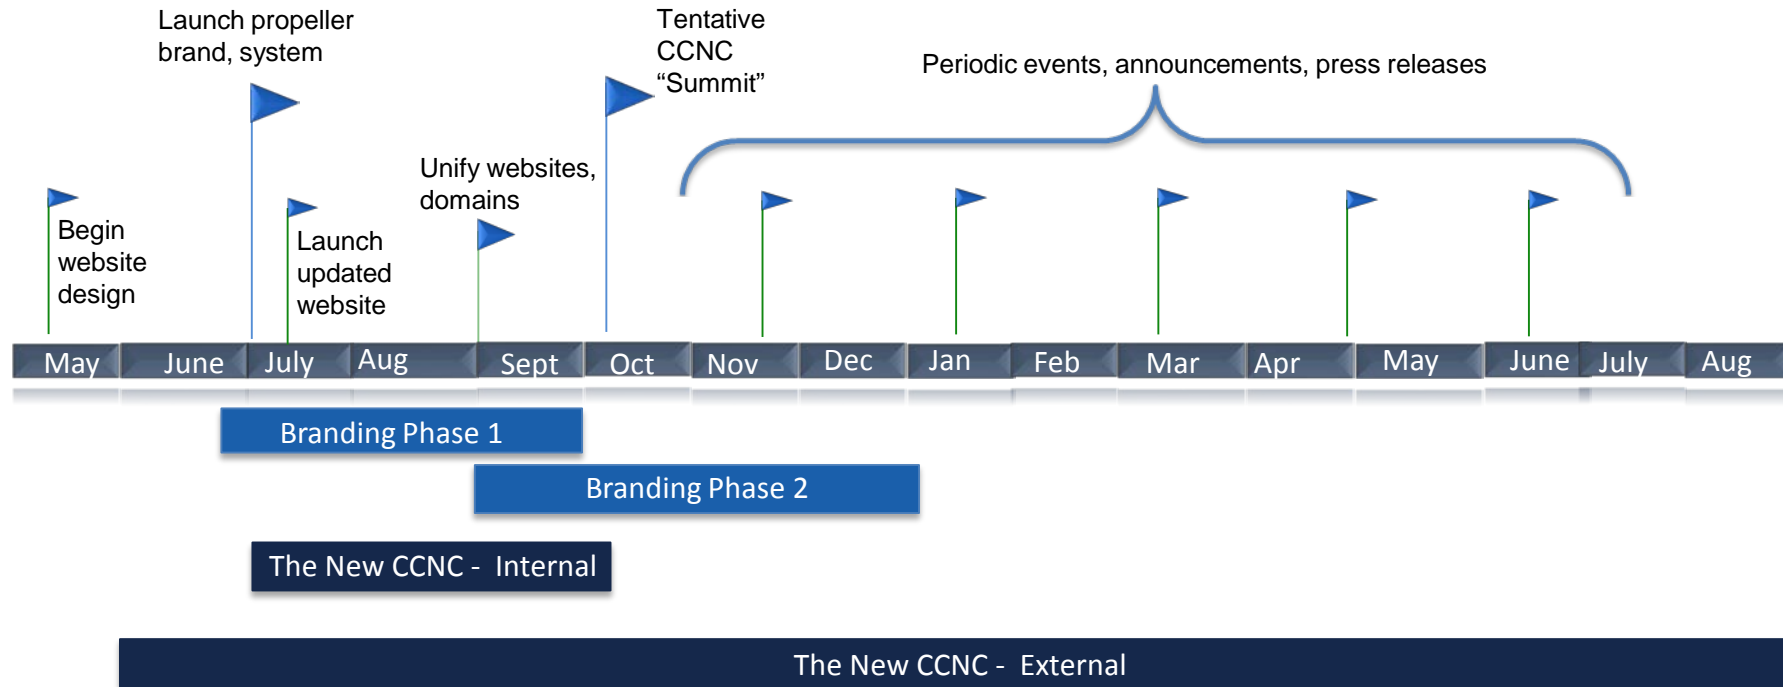 Launch propeller
brand, system
Tentative
CCNC
“Summit”
Periodic events, announcements, press releases
Unify websites,
domains
Begin
website
design
Launch
updated
website
May June July Aug Sept Oct Nov Dec Jan Feb Mar Apr May June July Aug
Branding Phase 1
Branding Phase 2
The New CCNC - Internal
The New CCNC - External